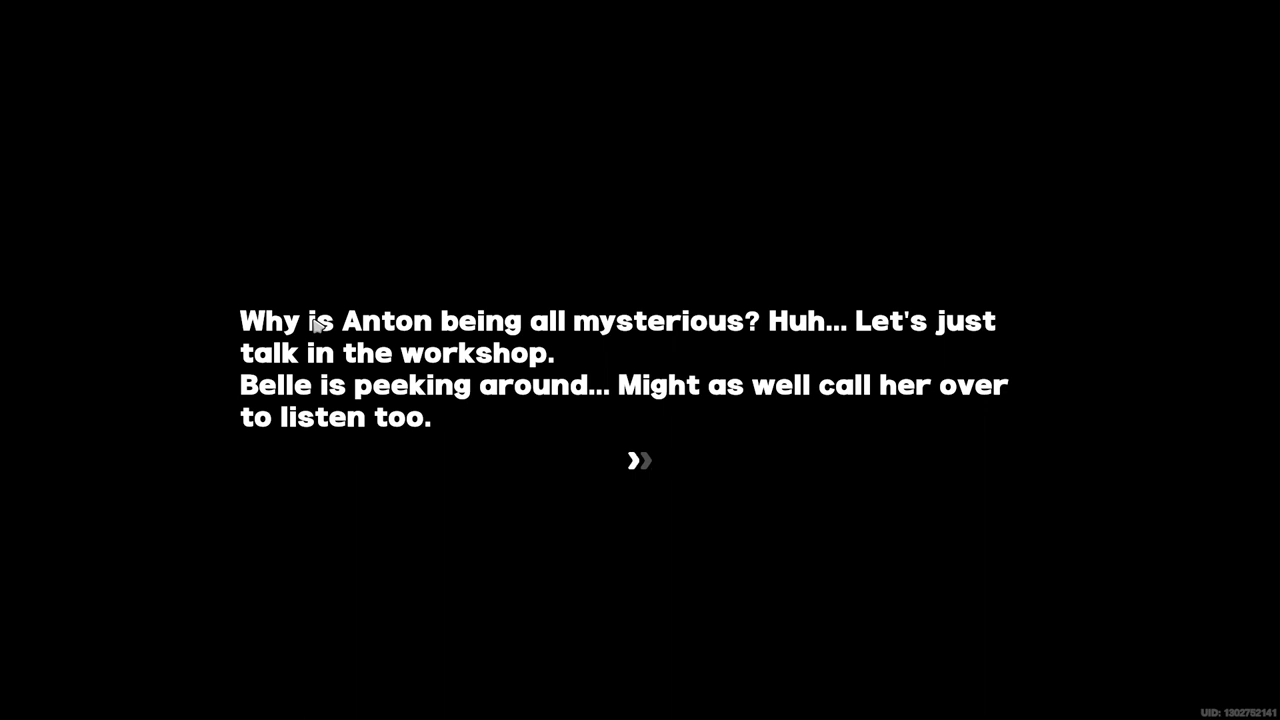 Why is Anton being all mysterious? Huh... Let's just
talk in the workshop.
Belle is peeking around... Might as well call her over
to listen too.
UID: 1302752141